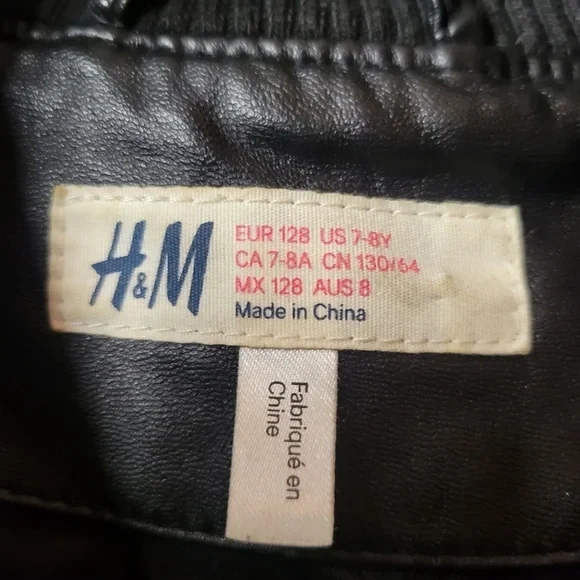 H&M
EUR 128 US 7-8Y
CA 7-8A CN 130/64
MX 128 AUS 8
Made in China
Fabriqué en
Chine